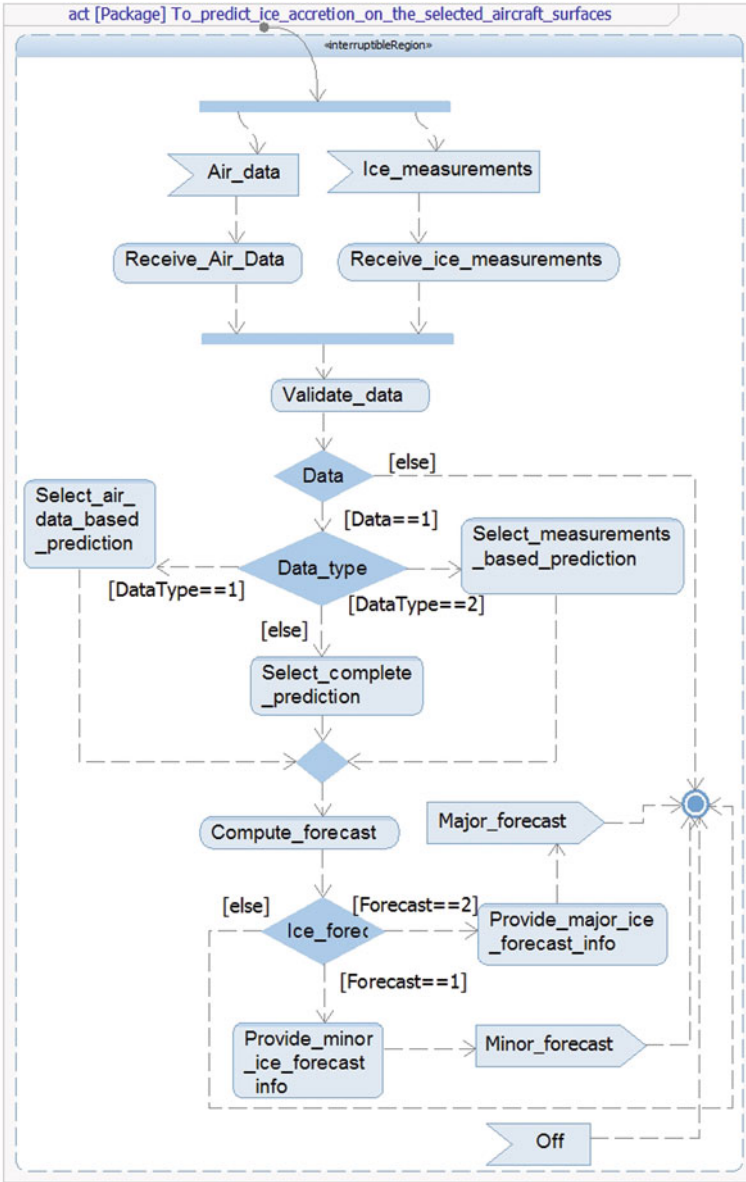 act [Package] To_predict_ice_accretion_on_the_selected_aircraft_surfaces
«interruptibleRegion»
Air_data
Ice_measurements
Receive_Air_Data
Receive_ice_measurements
Validate_data
Data
[else]
[Data==1]
Select_air_
data_based
_prediction
Select_measurements
_based_prediction
Data_type
[DataType==1]
[DataType==2]
[else]
Select_complete
_prediction
Compute_forecast
Major_forecast
[else]
[Forecast==2]
Ice_forec
Provide_major_ice
_forecast_info
[Forecast==1]
Provide_minor
_ice_forecast
_info
Minor_forecast
Off